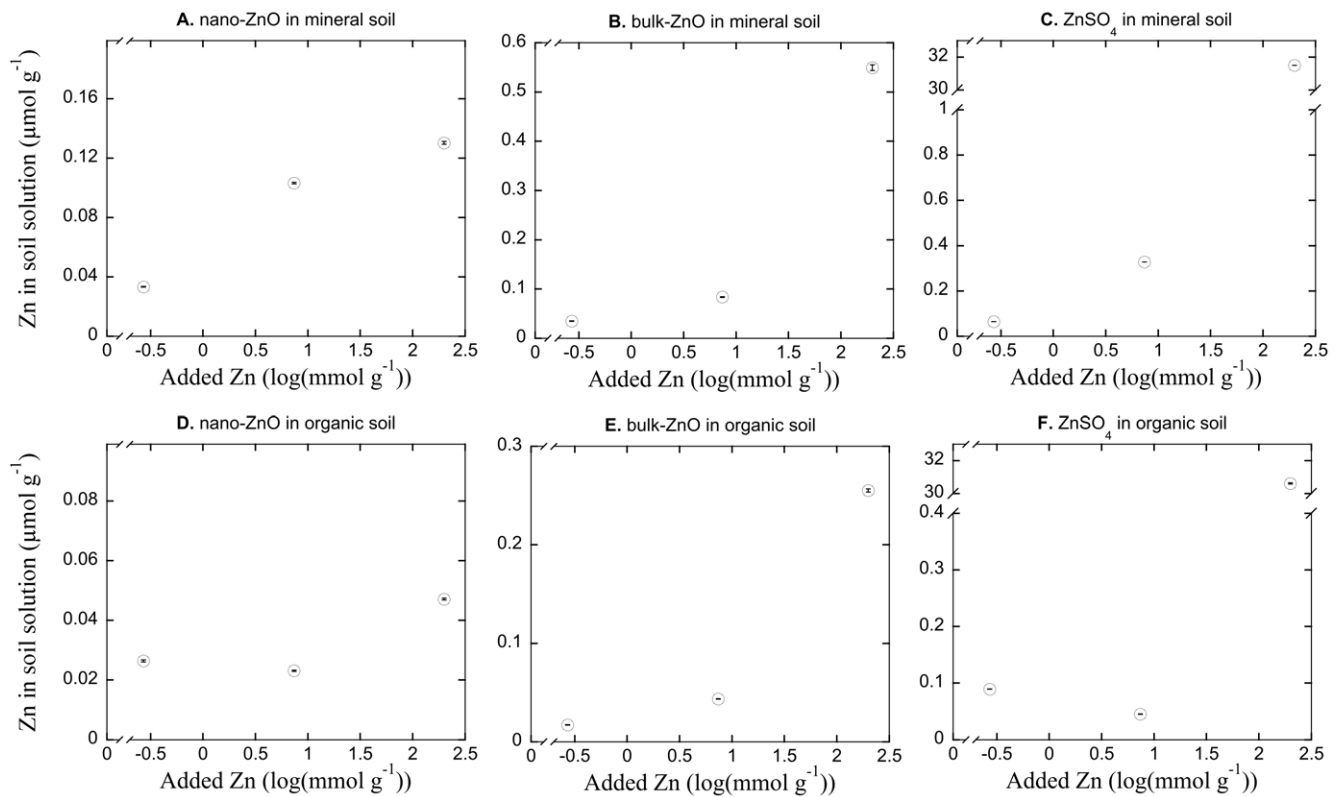 A. nano-ZnO in mineral soil
Zn in soil solution (µmol g⁻¹)
0.16
0.12
0.08
0.04
0
0 -0.5 0 0.5 1 1.5 2 2.5
Added Zn (log(mmol g⁻¹))
B. bulk-ZnO in mineral soil
0.6
0.5
0.4
0.3
0.2
0.1
0
0 -0.5 0 0.5 1 1.5 2 2.5
Added Zn (log(mmol g⁻¹))
C. ZnSO₄ in mineral soil
32
30
1
0.8
0.6
0.4
0.2
0
0 -0.5 0 0.5 1 1.5 2 2.5
Added Zn (log(mmol g⁻¹))
D. nano-ZnO in organic soil
Zn in soil solution (µmol g⁻¹)
0.08
0.06
0.04
0.02
0
0 -0.5 0 0.5 1 1.5 2 2.5
Added Zn (log(mmol g⁻¹))
E. bulk-ZnO in organic soil
0.3
0.2
0.1
0
0 -0.5 0 0.5 1 1.5 2 2.5
Added Zn (log(mmol g⁻¹))
F. ZnSO₄ in organic soil
32
30
0.4
0.3
0.2
0.1
0
0 -0.5 0 0.5 1 1.5 2 2.5
Added Zn (log(mmol g⁻¹))